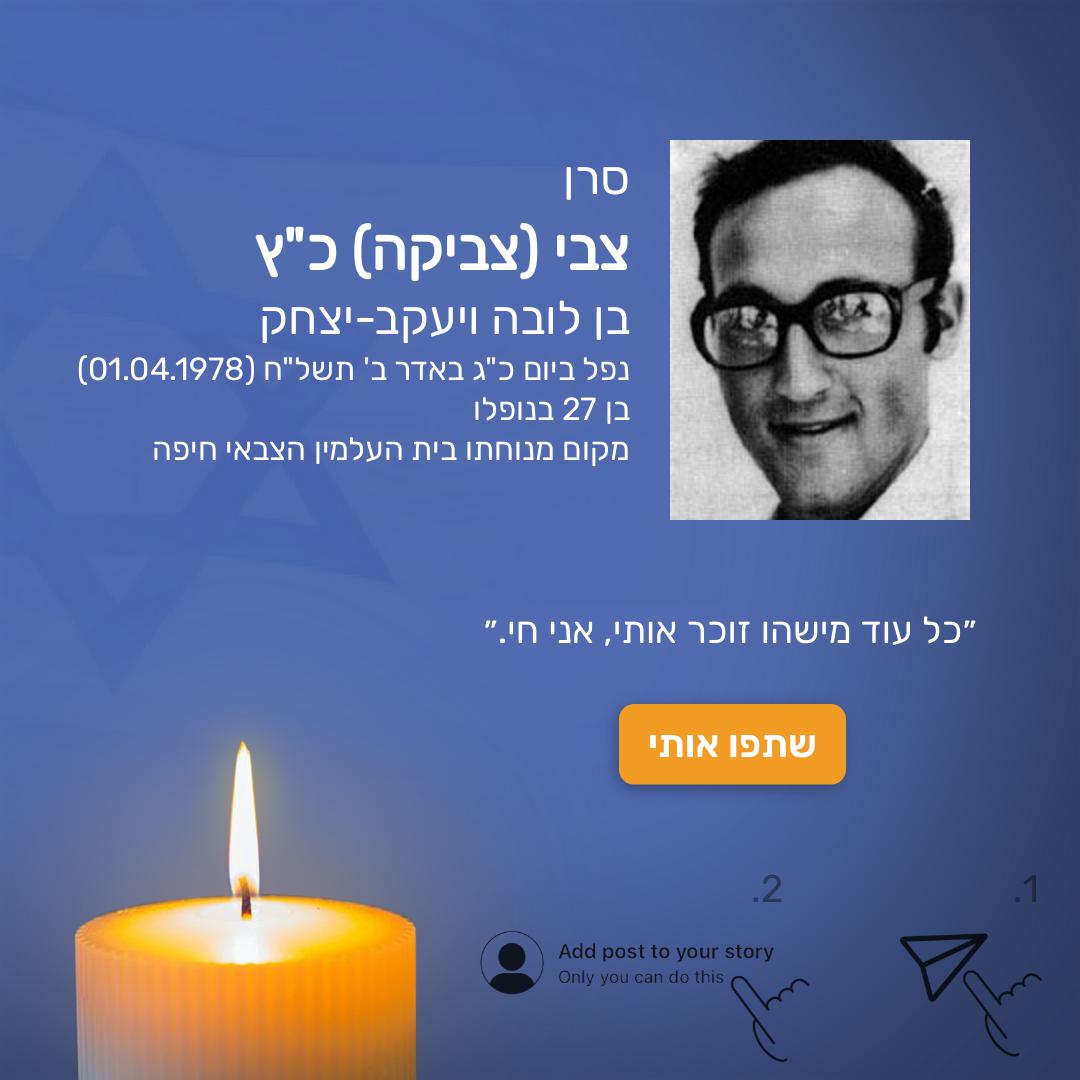 סרן
צבי (צביקה) כ"ץ
בן לובה ויעקב-יצחק
נפל ביום כ"ג באדר ב' תשל"ח (01.04.1978)
בן 27 בנופלו
מקום מנוחתו בית העלמין הצבאי חיפה
״כל עוד מישהו זוכר אותי, אני חי.״
שתפו אותי
1.
2.
Add post to your story
Only you can do this